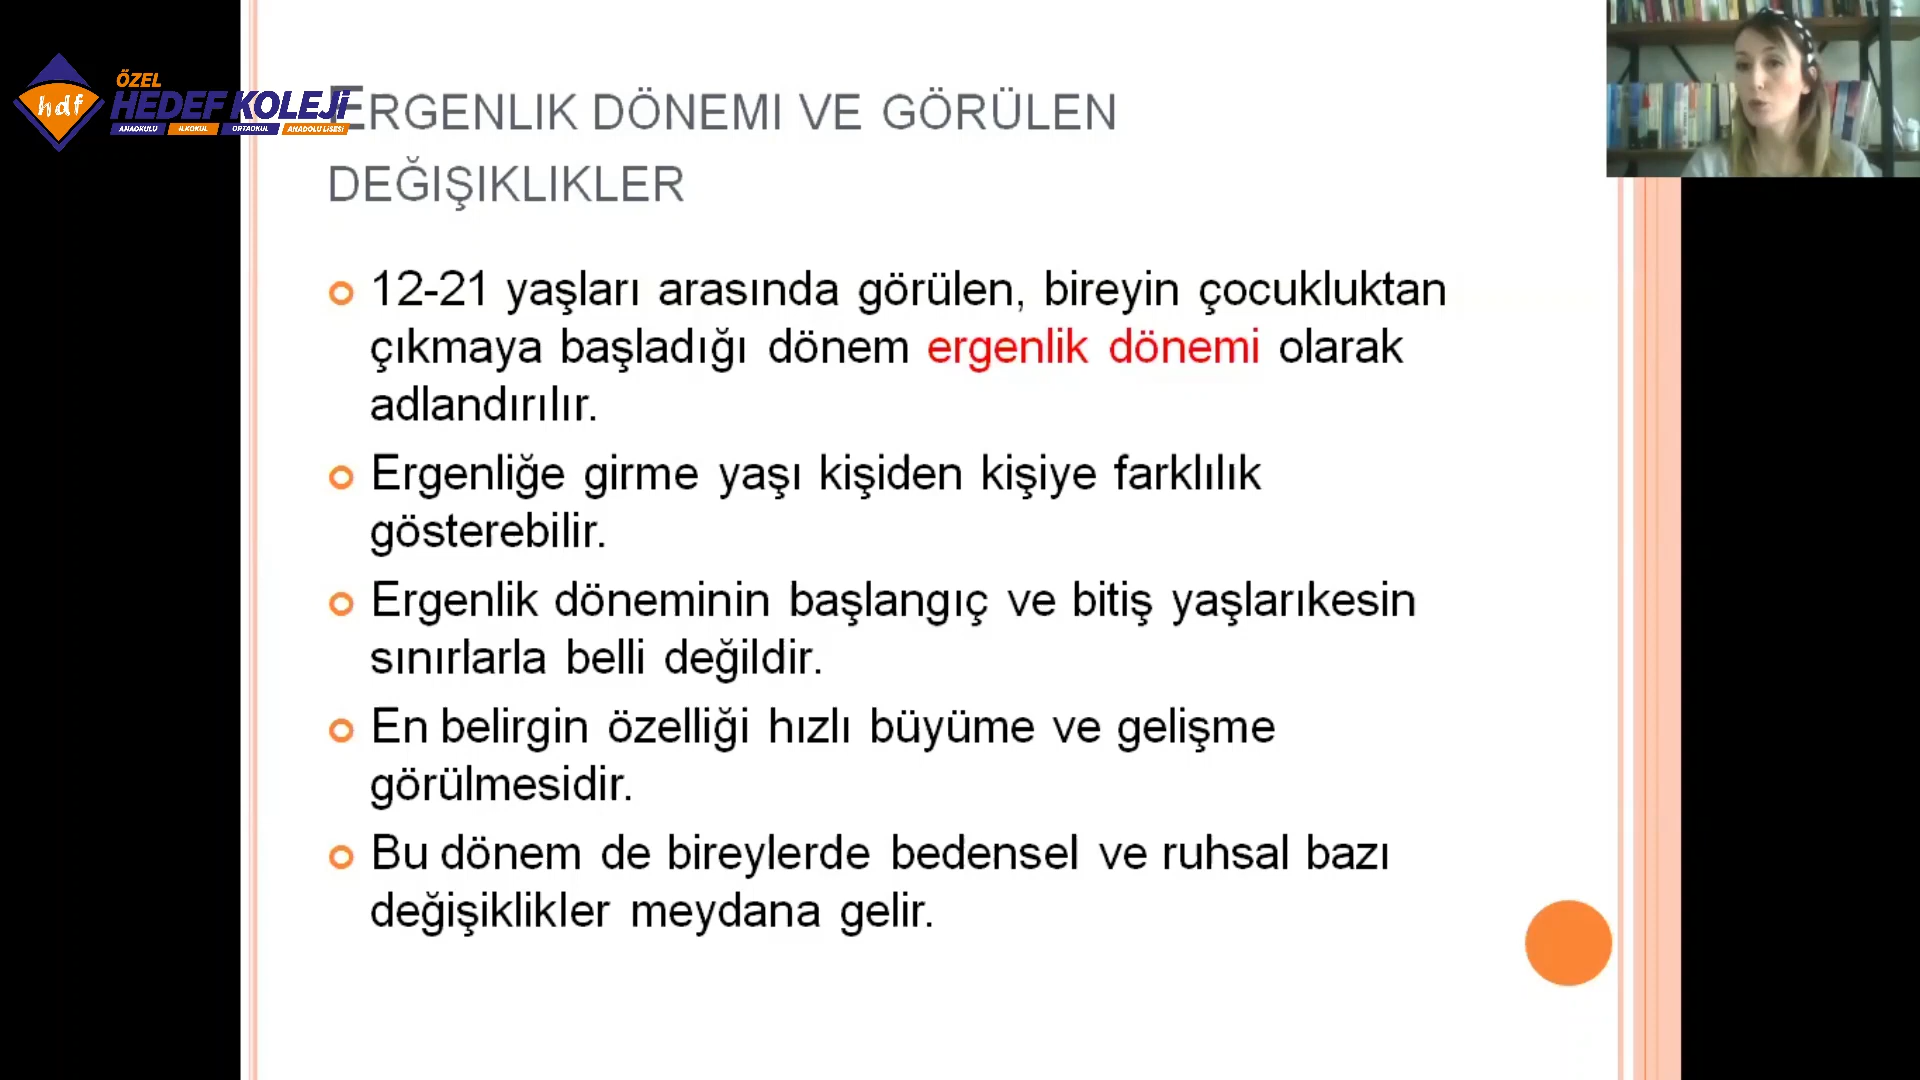 ÖZEL
HEDEF KOLEJİ
ANAOKULU İLKOKUL ORTAOKUL ANADOLU LİSESİ
hdf
ERGENLIK DÖNEMI VE GÖRÜLEN
DEĞIŞIKLIKLER
12-21 yaşları arasında görülen, bireyin çocukluktan
çıkmaya başladığı dönem ergenlik dönemi olarak
adlandırılır.
Ergenliğe girme yaşı kişiden kişiye farklılık
gösterebilir.
Ergenlik döneminin başlangıç ve bitiş yaşlarıkesin
sınırlarla belli değildir.
En belirgin özelliği hızlı büyüme ve gelişme
görülmesidir.
Bu dönem de bireylerde bedensel ve ruhsal bazı
değişiklikler meydana gelir.